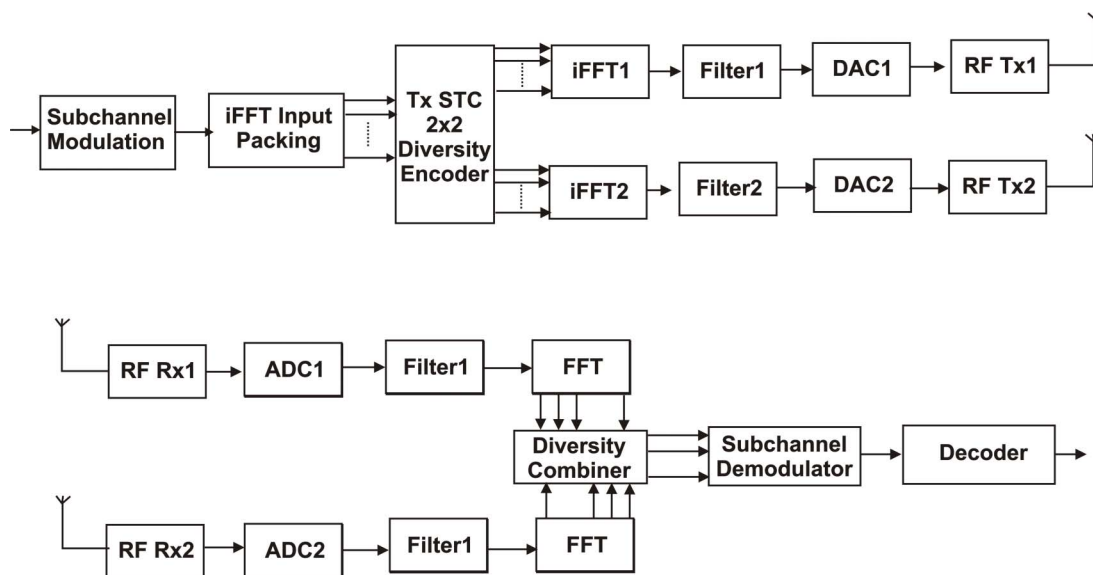 Subchannel
Modulation
iFFT Input
Packing
Tx STC
2x2
Diversity
Encoder
iFFT1
Filter1
DAC1
RF Tx1
iFFT2
Filter2
DAC2
RF Tx2
RF Rx1
ADC1
Filter1
FFT
Diversity
Combiner
Subchannel
Demodulator
Decoder
RF Rx2
ADC2
Filter1
FFT